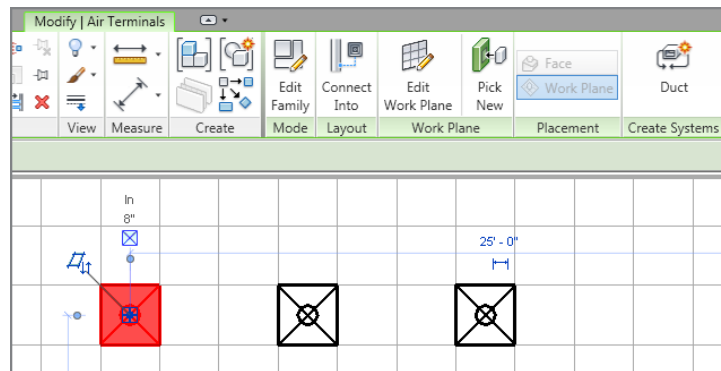 Modify | Air Terminals
Edit
Family
Connect
Into
Edit
Work Plane
Pick
New
Face
Work Plane
Duct
View
Measure
Create
Mode
Layout
Work Plane
Placement
Create Systems
In
8"
25' - 0"